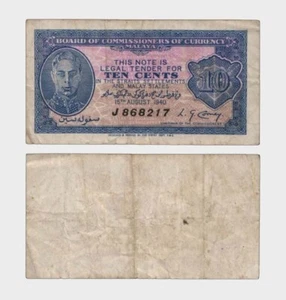 BOARD OF COMMISSIONERS OF CURRENCY
MALAYA
THIS NOTE IS
LEGAL TENDER FOR
TEN CENTS
IN THE STRAITS SETTLEMENTS
AND MALAY STATES
15TH AUGUST 1940
10
J 868217